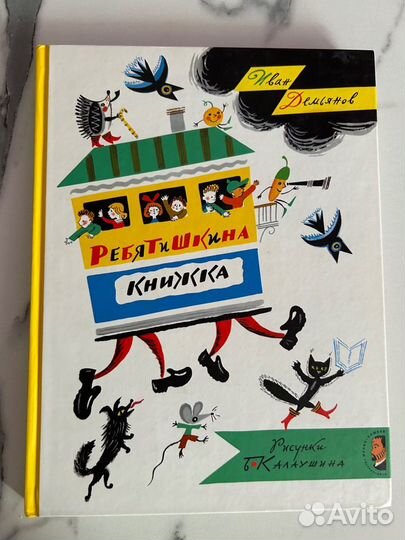 Иван
Демьянов
РЕБЯТИШКИНА
КНИЖКА
Рисунки
Б. Калаушина
Avito